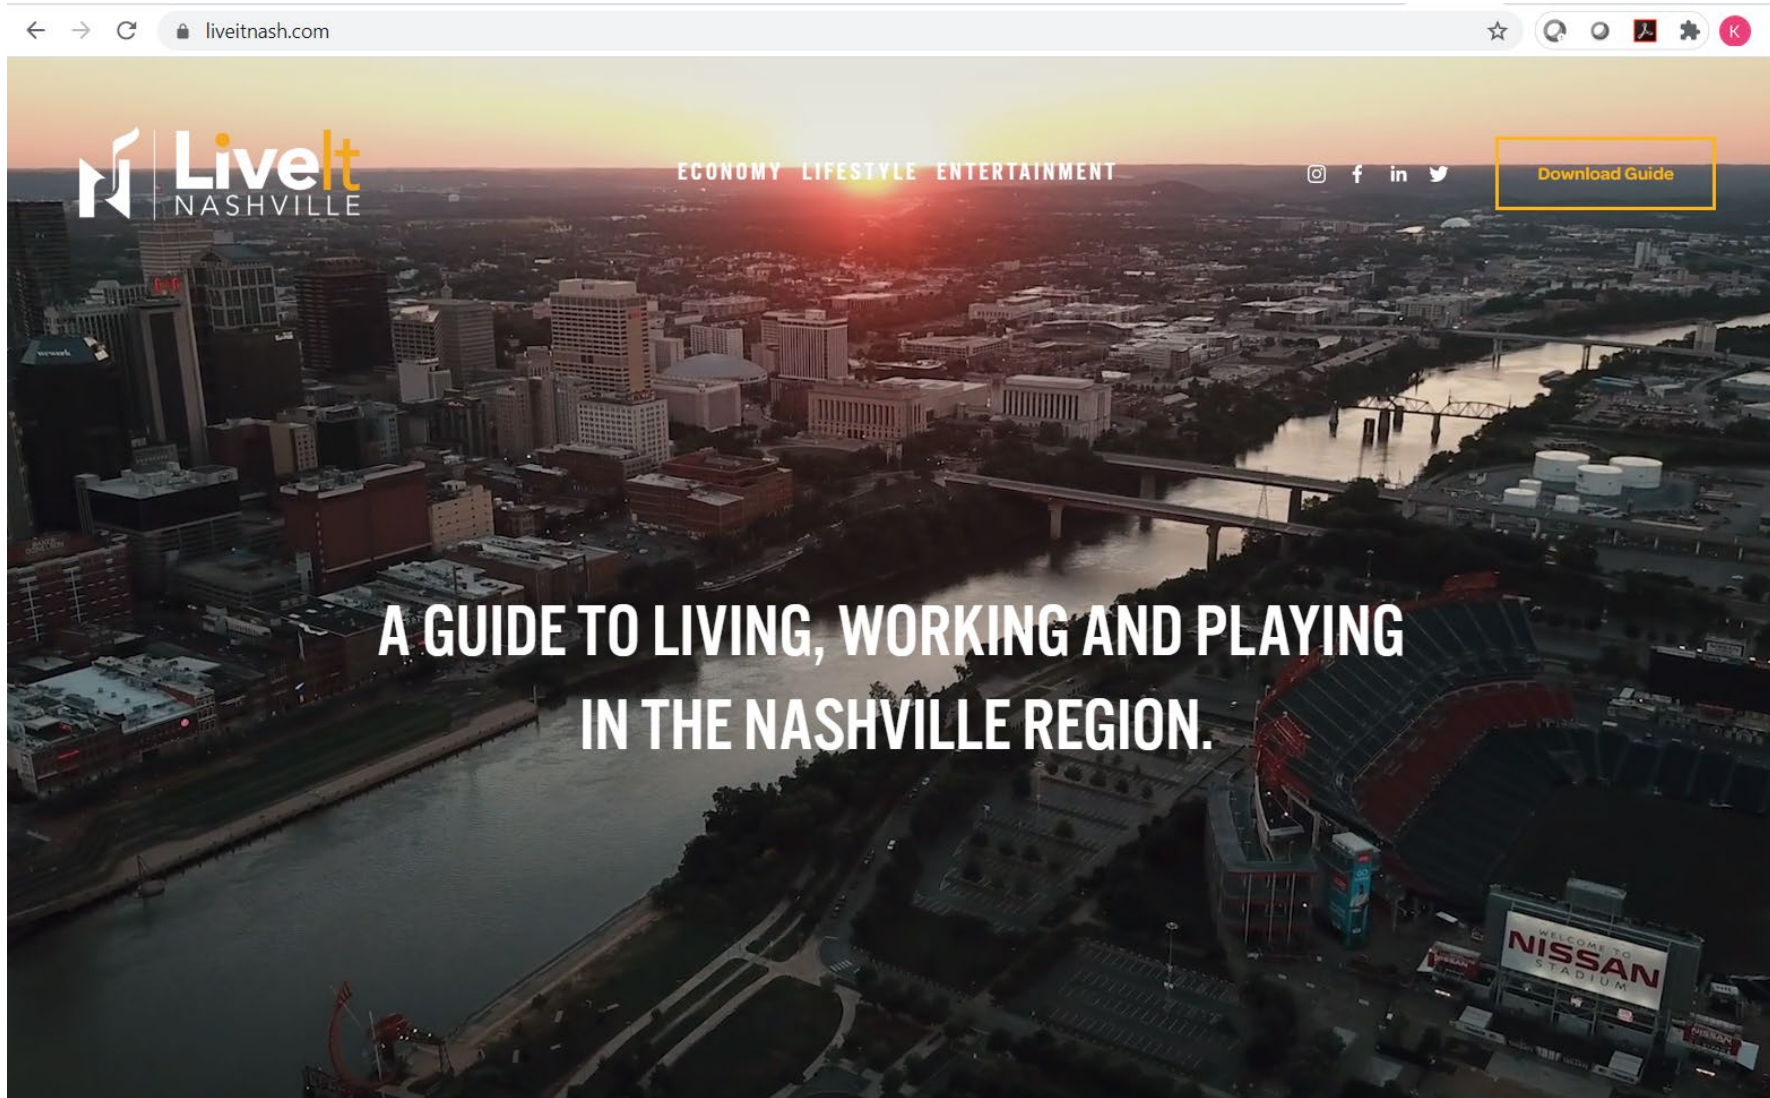 liveitnash.com
K
LiveIt
NASHVILLE
ECONOMY LIFESTYLE ENTERTAINMENT
Download Guide
wework
A GUIDE TO LIVING, WORKING AND PLAYING
IN THE NASHVILLE REGION.
WELCOME TO
NISSAN
STADIUM